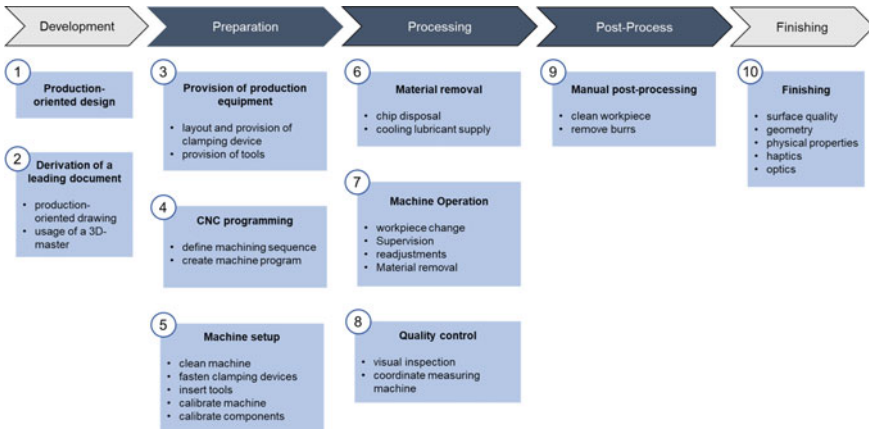 Development
Preparation
Processing
Post-Process
Finishing
1
Production-
oriented design
2
Derivation of a
leading document
• production-
oriented drawing
• usage of a 3D-
master
3
Provision of production
equipment
• layout and provision of
clamping device
• provision of tools
4
CNC programming
• define machining sequence
• create machine program
5
Machine setup
• clean machine
• fasten clamping devices
• insert tools
• calibrate machine
• calibrate components
6
Material removal
• chip disposal
• cooling lubricant supply
7
Machine Operation
• workpiece change
• Supervision
• readjustments
• Material removal
8
Quality control
• visual inspection
• coordinate measuring
machine
9
Manual post-processing
• clean workpiece
• remove burrs
10
Finishing
• surface quality
• geometry
• physical properties
• haptics
• optics